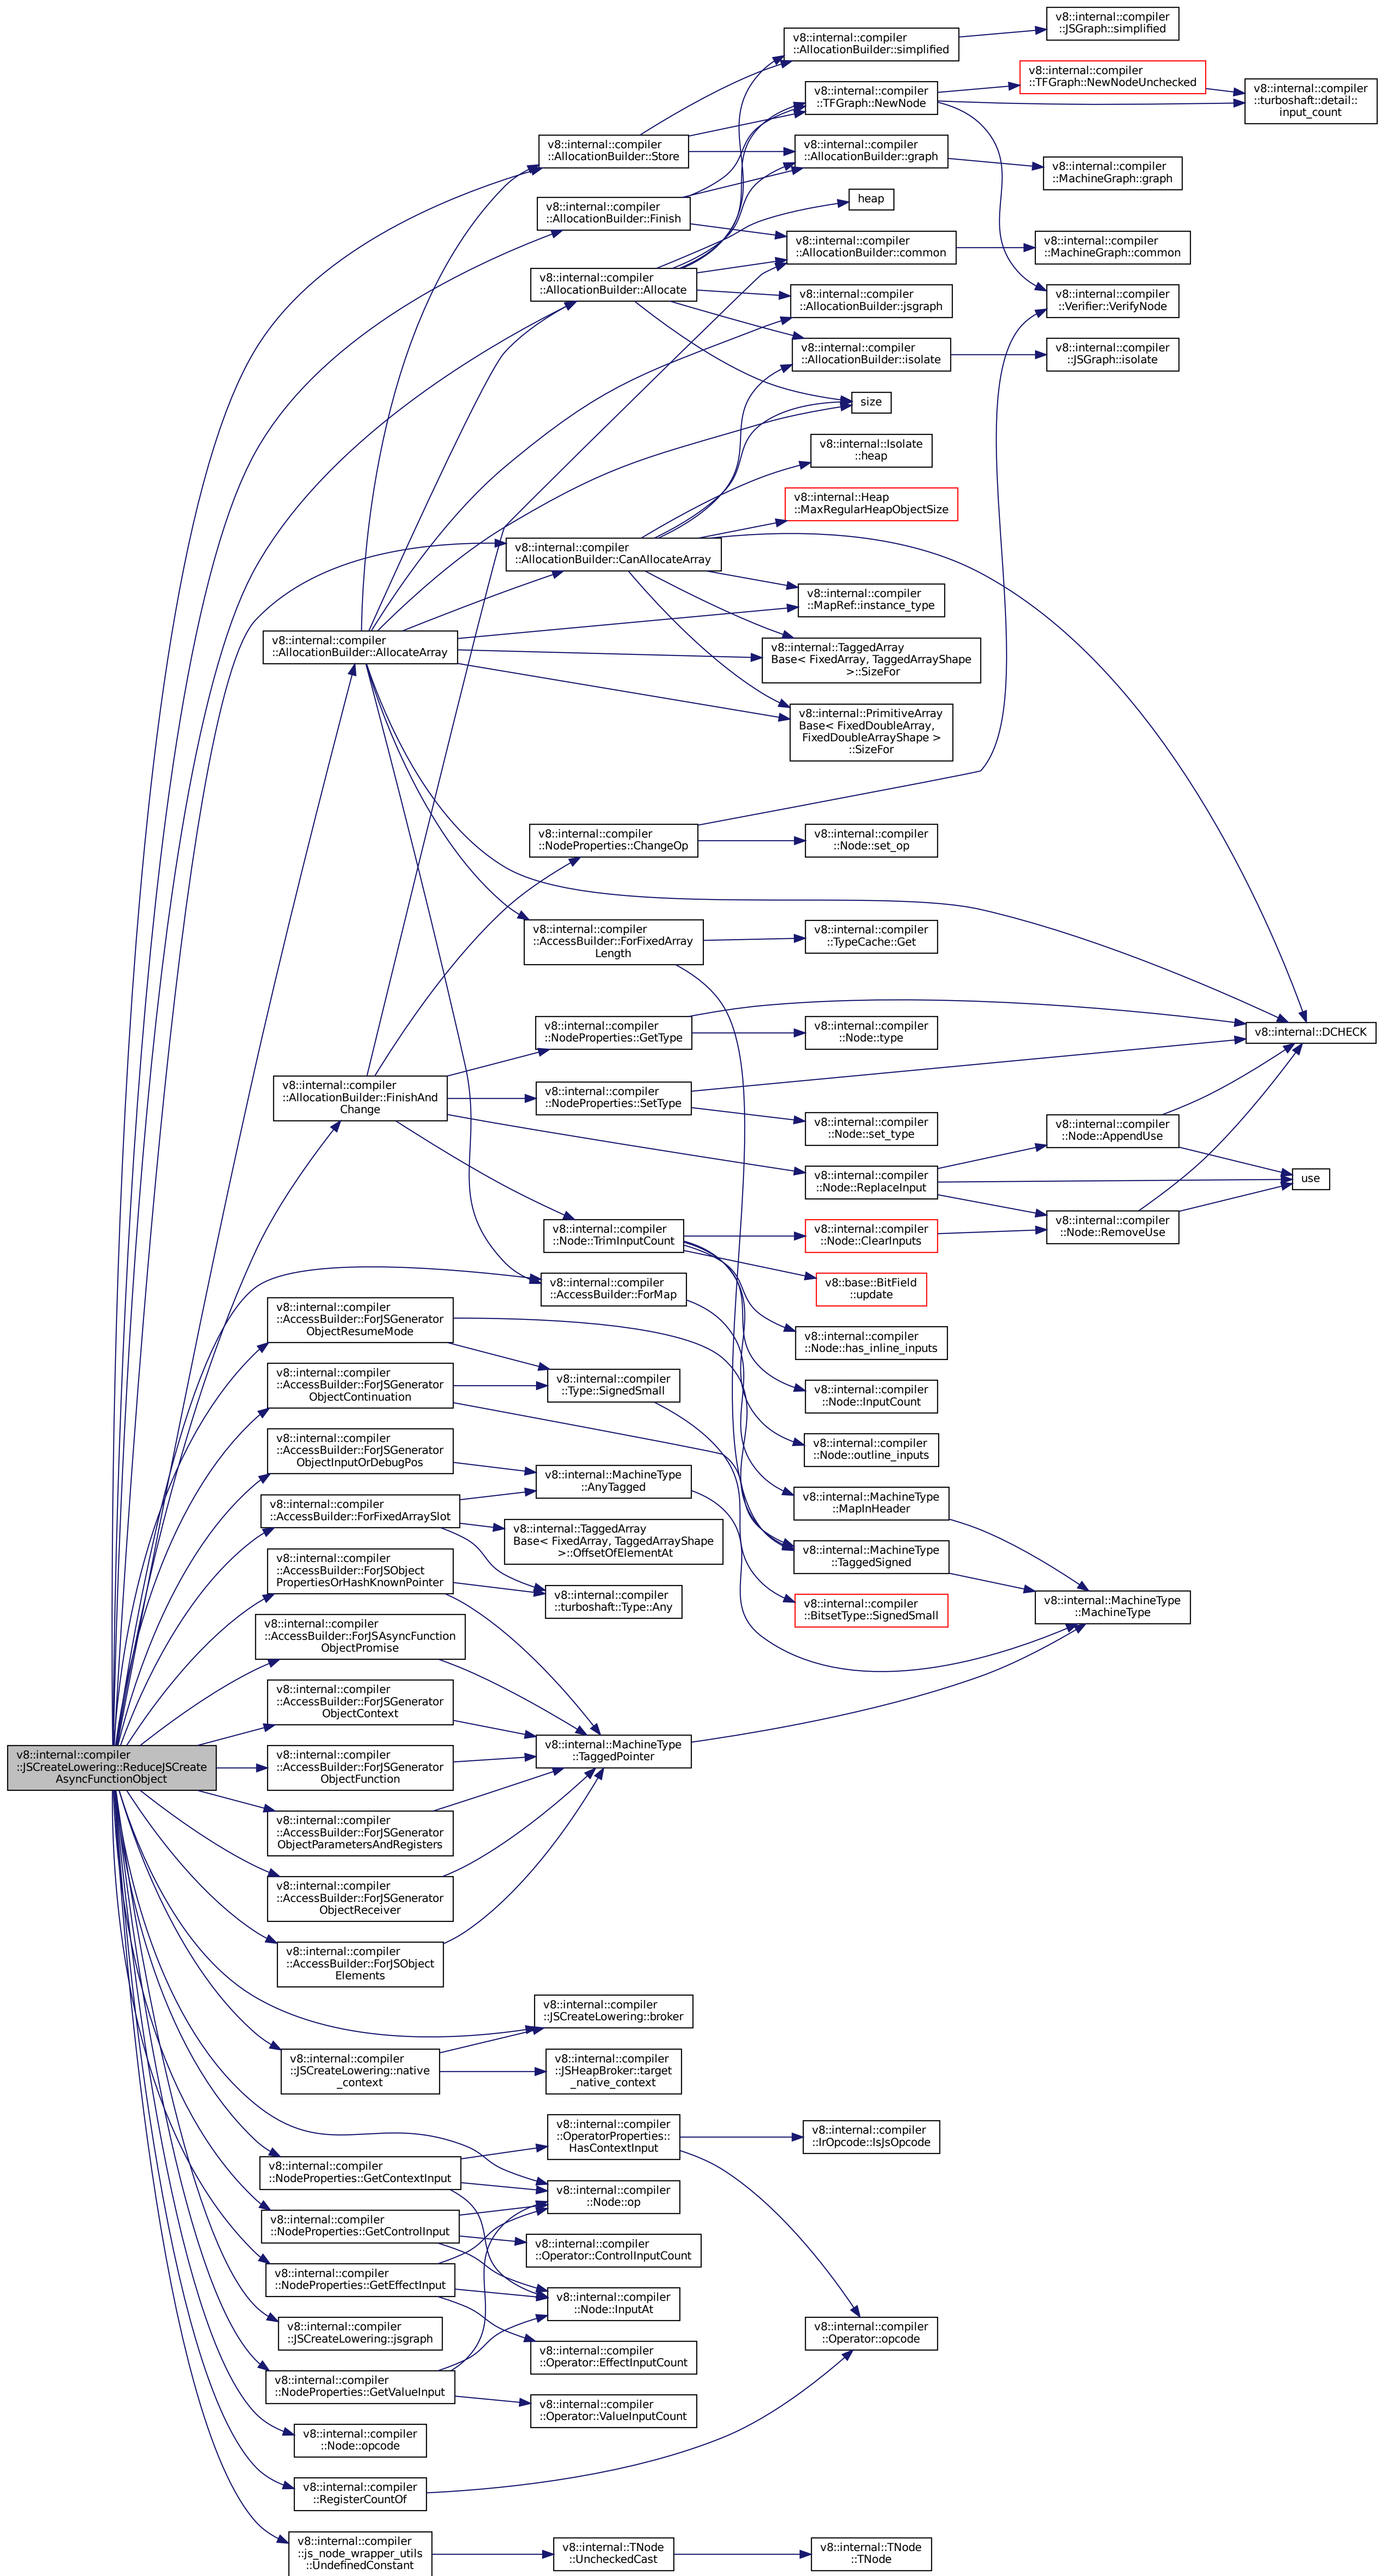 v8::internal::compiler
::JSCreateLowering::ReduceJSCreate
AsyncFunctionObject
v8::internal::compiler
::AllocationBuilder::AllocateArray
v8::internal::compiler
::AllocationBuilder::FinishAnd
Change
v8::internal::compiler
::AccessBuilder::ForJSGenerator
ObjectResumeMode
v8::internal::compiler
::AccessBuilder::ForJSGenerator
ObjectContinuation
v8::internal::compiler
::AccessBuilder::ForJSGenerator
ObjectInputOrDebugPos
v8::internal::compiler
::AccessBuilder::ForFixedArraySlot
v8::internal::compiler
::AccessBuilder::ForJSObject
PropertiesOrHashKnownPointer
v8::internal::compiler
::AccessBuilder::ForJSAsyncFunction
ObjectPromise
v8::internal::compiler
::AccessBuilder::ForJSGenerator
ObjectContext
v8::internal::compiler
::AccessBuilder::ForJSGenerator
ObjectFunction
v8::internal::compiler
::AccessBuilder::ForJSGenerator
ObjectParametersAndRegisters
v8::internal::compiler
::AccessBuilder::ForJSGenerator
ObjectReceiver
v8::internal::compiler
::AccessBuilder::ForJSObject
Elements
v8::internal::compiler
::JSCreateLowering::native
_context
v8::internal::compiler
::NodeProperties::GetContextInput
v8::internal::compiler
::NodeProperties::GetControlInput
v8::internal::compiler
::NodeProperties::GetEffectInput
v8::internal::compiler
::JSCreateLowering::jsgraph
v8::internal::compiler
::NodeProperties::GetValueInput
v8::internal::compiler
::Node::opcode
v8::internal::compiler
::RegisterCountOf
v8::internal::compiler
::js_node_wrapper_utils
::UndefinedConstant
v8::internal::compiler
::AllocationBuilder::Store
v8::internal::compiler
::AllocationBuilder::Finish
v8::internal::compiler
::AllocationBuilder::Allocate
v8::internal::compiler
::AllocationBuilder::CanAllocateArray
v8::internal::compiler
::NodeProperties::ChangeOp
v8::internal::compiler
::AccessBuilder::ForFixedArray
Length
v8::internal::compiler
::NodeProperties::GetType
v8::internal::compiler
::NodeProperties::SetType
v8::internal::compiler
::Node::TrimInputCount
v8::internal::compiler
::AccessBuilder::ForMap
v8::internal::compiler
::Type::SignedSmall
v8::internal::MachineType
::AnyTagged
v8::internal::TaggedArray
Base< FixedArray, TaggedArrayShape
>::OffsetOfElementAt
v8::internal::compiler
::turboshaft::Type::Any
v8::internal::MachineType
::TaggedPointer
v8::internal::compiler
::JSCreateLowering::broker
v8::internal::compiler
::JSHeapBroker::target
_native_context
v8::internal::compiler
::OperatorProperties::
HasContextInput
v8::internal::compiler
::Node::op
v8::internal::compiler
::Operator::ControlInputCount
v8::internal::compiler
::Node::InputAt
v8::internal::compiler
::Operator::EffectInputCount
v8::internal::compiler
::Operator::ValueInputCount
v8::internal::TNode
::UncheckedCast
v8::internal::compiler
::AllocationBuilder::simplified
v8::internal::compiler
::TFGraph::NewNode
v8::internal::compiler
::AllocationBuilder::graph
heap
v8::internal::compiler
::AllocationBuilder::common
v8::internal::compiler
::AllocationBuilder::jsgraph
v8::internal::compiler
::AllocationBuilder::isolate
size
v8::internal::Isolate
::heap
v8::internal::Heap
::MaxRegularHeapObjectSize
v8::internal::compiler
::MapRef::instance_type
v8::internal::TaggedArray
Base< FixedArray, TaggedArrayShape
>::SizeFor
v8::internal::PrimitiveArray
Base< FixedDoubleArray,
FixedDoubleArrayShape >
::SizeFor
v8::internal::compiler
::Node::set_op
v8::internal::compiler
::TypeCache::Get
v8::internal::compiler
::Node::type
v8::internal::compiler
::Node::set_type
v8::internal::compiler
::Node::ReplaceInput
v8::internal::compiler
::Node::ClearInputs
v8::base::BitField
::update
v8::internal::compiler
::Node::has_inline_inputs
v8::internal::compiler
::Node::InputCount
v8::internal::compiler
::Node::outline_inputs
v8::internal::MachineType
::MapInHeader
v8::internal::MachineType
::TaggedSigned
v8::internal::compiler
::BitsetType::SignedSmall
v8::internal::compiler
::IrOpcode::IsJsOpcode
v8::internal::compiler
::Operator::opcode
v8::internal::TNode
::TNode
v8::internal::compiler
::JSGraph::simplified
v8::internal::compiler
::TFGraph::NewNodeUnchecked
v8::internal::compiler
::MachineGraph::graph
v8::internal::compiler
::MachineGraph::common
v8::internal::compiler
::Verifier::VerifyNode
v8::internal::compiler
::JSGraph::isolate
v8::internal::compiler
::Node::AppendUse
v8::internal::compiler
::Node::RemoveUse
v8::internal::MachineType
::MachineType
v8::internal::compiler
::turboshaft::detail::
input_count
v8::internal::DCHECK
use